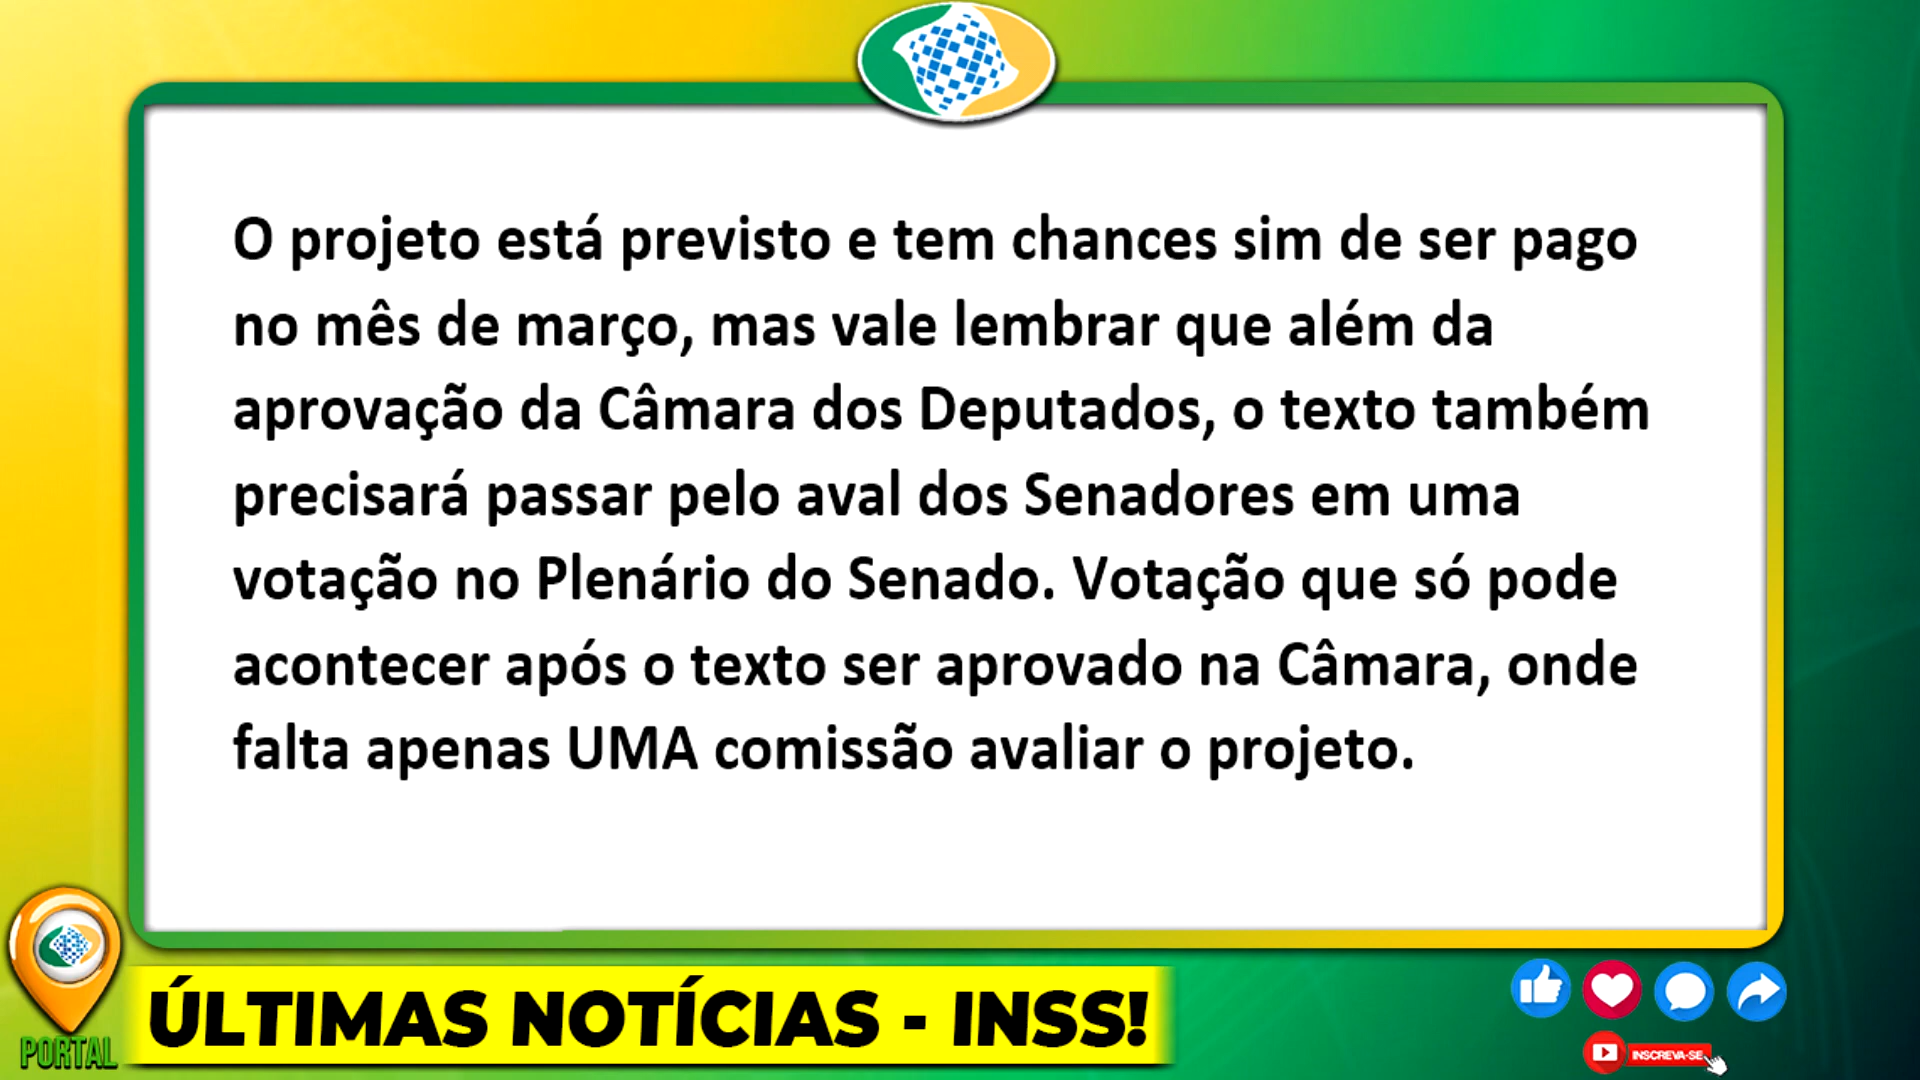 O projeto está previsto e tem chances sim de ser pago
no mês de março, mas vale lembrar que além da
aprovação da Câmara dos Deputados, o texto também
precisará passar pelo aval dos Senadores em uma
votação no Plenário do Senado. Votação que só pode
acontecer após o texto ser aprovado na Câmara, onde
falta apenas UMA comissão avaliar o projeto.
PORTAL
ÚLTIMAS NOTÍCIAS - INSS!
INSCREVA-SE